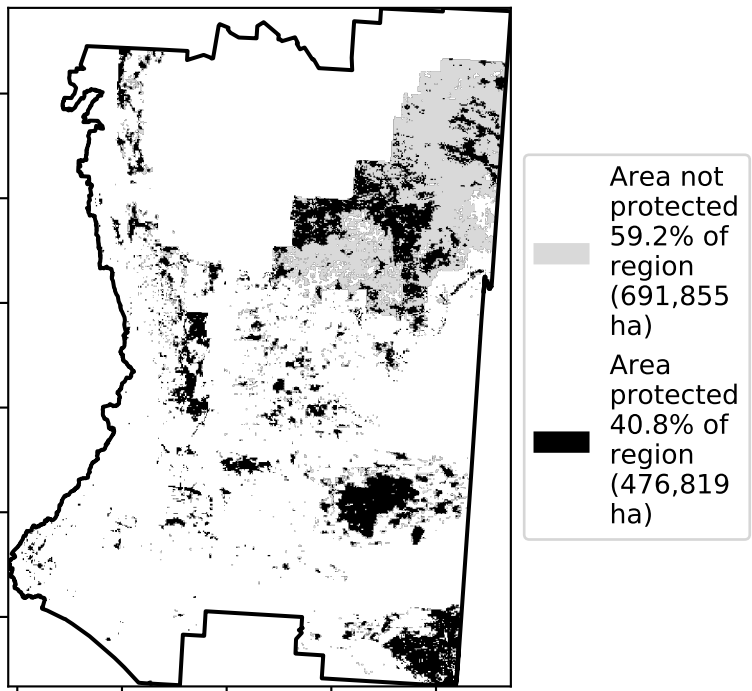 Area not
protected
59.2% of
region
(691,855
ha)
Area
protected
40.8% of
region
(476,819
ha)